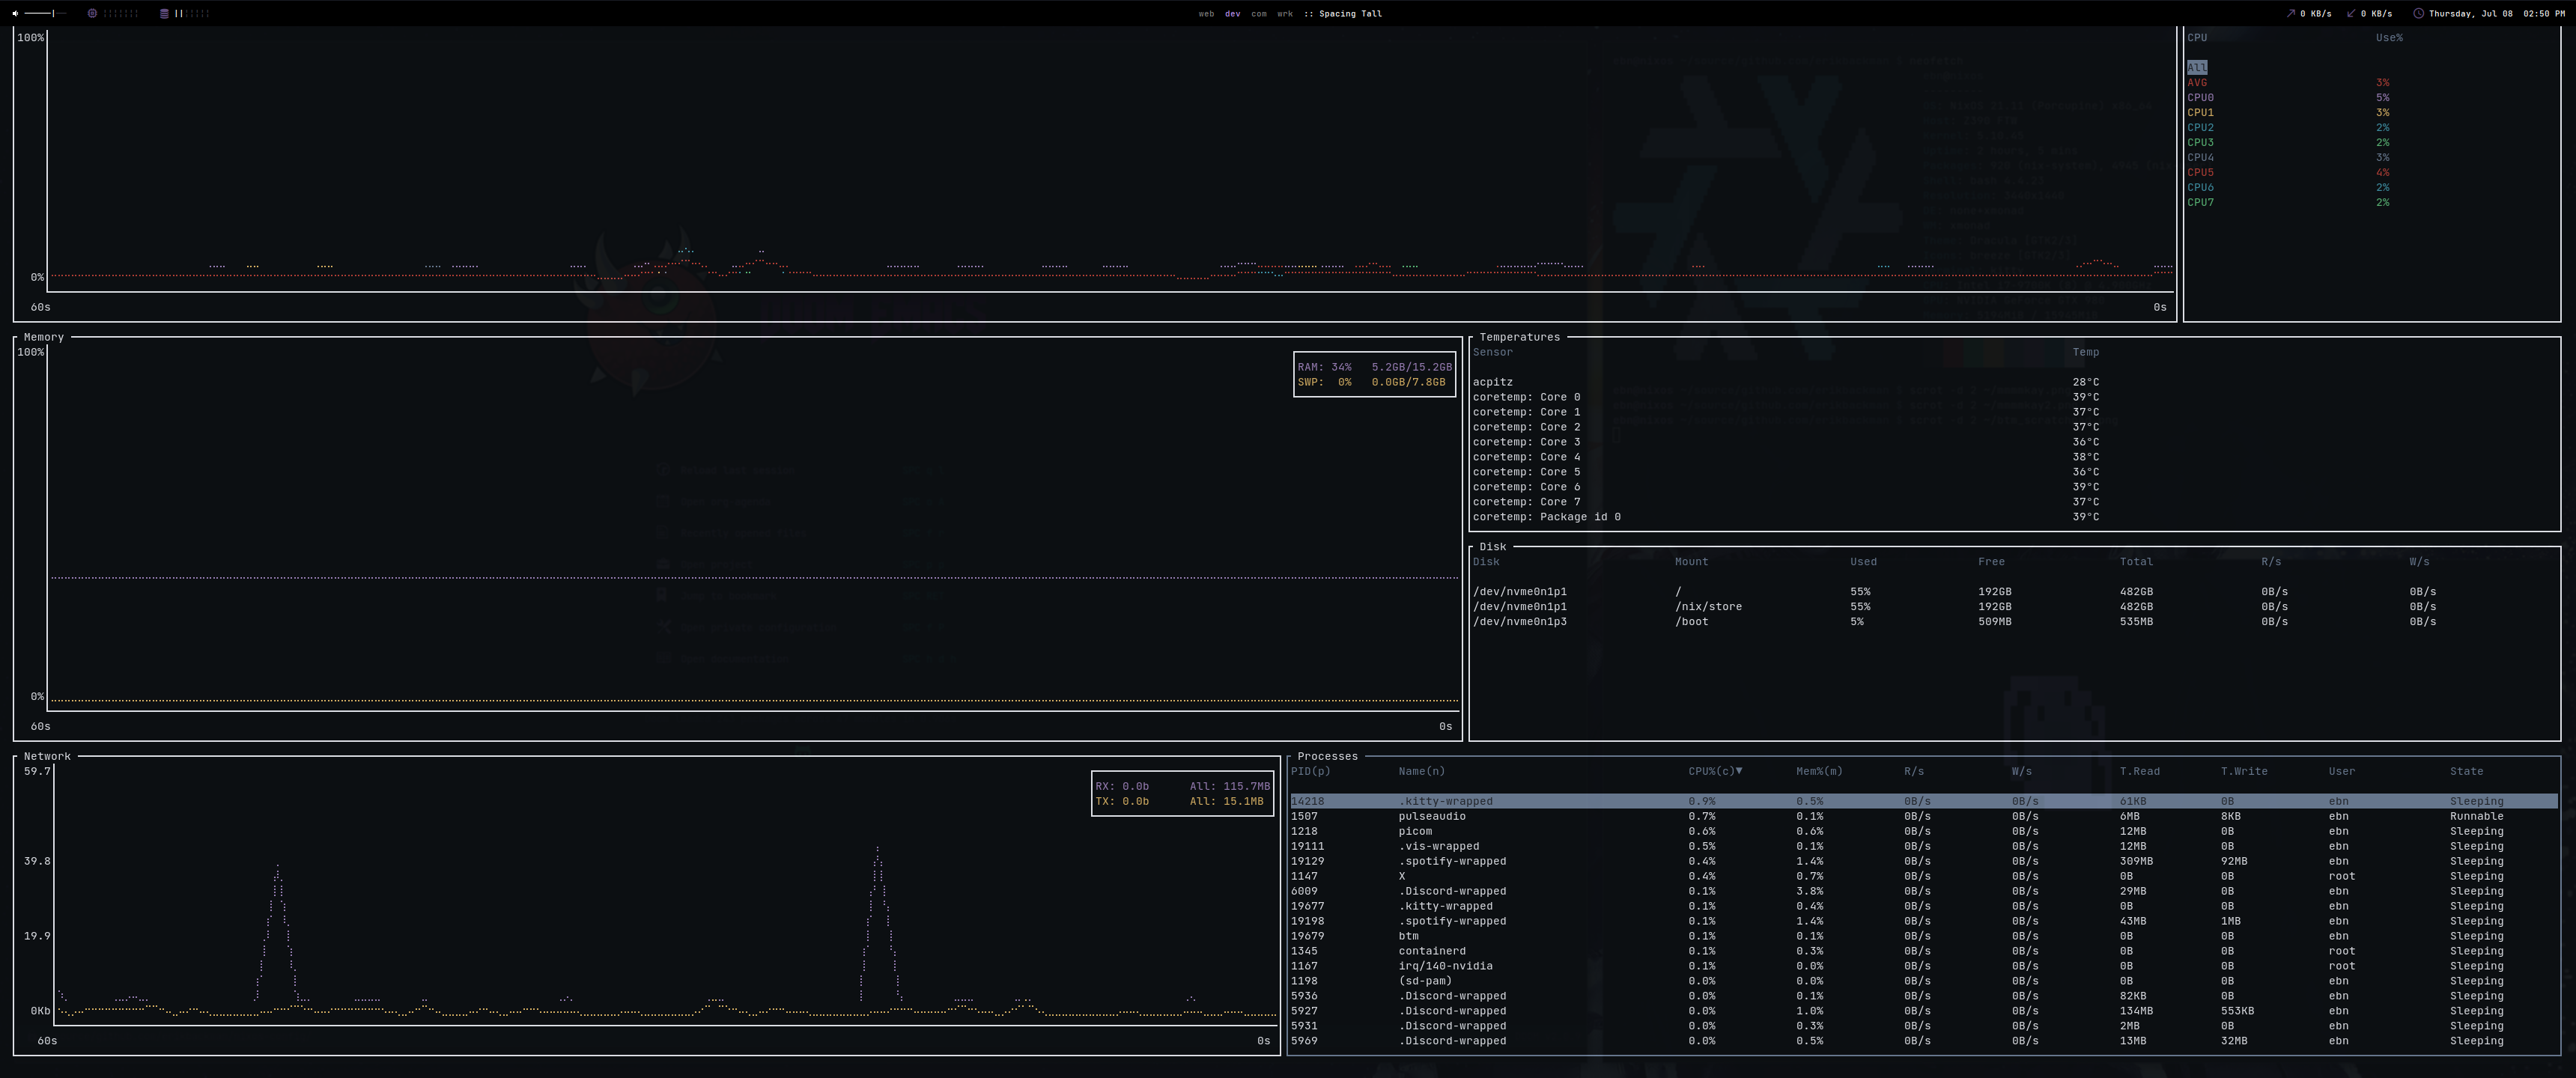 web dev com wrk :: Spacing Tall
0 KB/s 0 KB/s Thursday, Jul 08 02:50 PM
100%
0%
60s 0s
CPU Use%
All
AVG 3%
CPU0 5%
CPU1 3%
CPU2 2%
CPU3 2%
CPU4 3%
CPU5 4%
CPU6 2%
CPU7 2%
Memory
100%
RAM: 34% 5.2GB/15.2GB
SWP: 0% 0.0GB/7.8GB
0%
60s 0s
Temperatures
Sensor Temp
acpitz 28°C
coretemp: Core 0 39°C
coretemp: Core 1 37°C
coretemp: Core 2 37°C
coretemp: Core 3 36°C
coretemp: Core 4 38°C
coretemp: Core 5 36°C
coretemp: Core 6 39°C
coretemp: Core 7 37°C
coretemp: Package id 0 39°C
Disk
Disk Mount Used Free Total R/s W/s
/dev/nvme0n1p1 / 55% 192GB 482GB 0B/s 0B/s
/dev/nvme0n1p1 /nix/store 55% 192GB 482GB 0B/s 0B/s
/dev/nvme0n1p3 /boot 5% 509MB 535MB 0B/s 0B/s
Network
59.7
RX: 0.0b All: 115.7MB
TX: 0.0b All: 15.1MB
39.8
19.9
0Kb
60s 0s
Processes
PID(p) Name(n) CPU%(c)▼ Mem%(m) R/s W/s T.Read T.Write User State
14218 .kitty-wrapped 0.9% 0.5% 0B/s 0B/s 61KB 0B ebn Sleeping
1507 pulseaudio 0.7% 0.1% 0B/s 0B/s 6MB 8KB ebn Runnable
1218 picom 0.6% 0.6% 0B/s 0B/s 12MB 0B ebn Sleeping
19111 .vis-wrapped 0.5% 0.1% 0B/s 0B/s 12MB 0B ebn Sleeping
19129 .spotify-wrapped 0.4% 1.4% 0B/s 0B/s 309MB 92MB ebn Sleeping
1147 X 0.4% 0.7% 0B/s 0B/s 0B 0B root Sleeping
6009 .Discord-wrapped 0.1% 3.8% 0B/s 0B/s 29MB 0B ebn Sleeping
19677 .kitty-wrapped 0.1% 0.4% 0B/s 0B/s 0B 0B ebn Sleeping
19198 .spotify-wrapped 0.1% 1.4% 0B/s 0B/s 43MB 1MB ebn Sleeping
19679 btm 0.1% 0.1% 0B/s 0B/s 0B 0B ebn Sleeping
1345 containerd 0.1% 0.3% 0B/s 0B/s 0B 0B root Sleeping
1167 irq/140-nvidia 0.1% 0.0% 0B/s 0B/s 0B 0B root Sleeping
1198 (sd-pam) 0.0% 0.0% 0B/s 0B/s 0B 0B ebn Sleeping
5936 .Discord-wrapped 0.0% 0.1% 0B/s 0B/s 82KB 0B ebn Sleeping
5927 .Discord-wrapped 0.0% 1.0% 0B/s 0B/s 134MB 553KB ebn Sleeping
5931 .Discord-wrapped 0.0% 0.3% 0B/s 0B/s 2MB 0B ebn Sleeping
5969 .Discord-wrapped 0.0% 0.5% 0B/s 0B/s 13MB 32MB ebn Sleeping